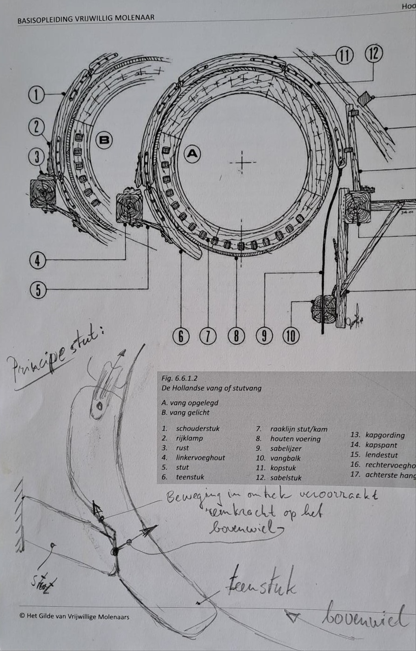 BASISOPLEIDING VRIJWILLIG MOLENAAR
Hoo
11
12
1
2
3
B
A
4
5
6
7
8
9
10
Principe stut:
Fig. 6.6.1.2
De Hollandse vang of stutvang
A. vang opgelegd
B. vang gelicht
1. schouderstuk
2. rijklamp
3. rust
4. linkervoeghout
5. stut
6. teenstuk
7. raaklijn stut/kam
8. houten voering
9. sabelijzer
10. vangbalk
11. kopstuk
12. sabelstuk
13. kapgording
14. kapspant
15. lendestut
16. rechtervoegho
17. achterste hang
Beweging in omtrek veroorzaakt
remkracht op het
bovenwiel
stut
teenstuk
bovenwiel
© Het Gilde van Vrijwillige Molenaars